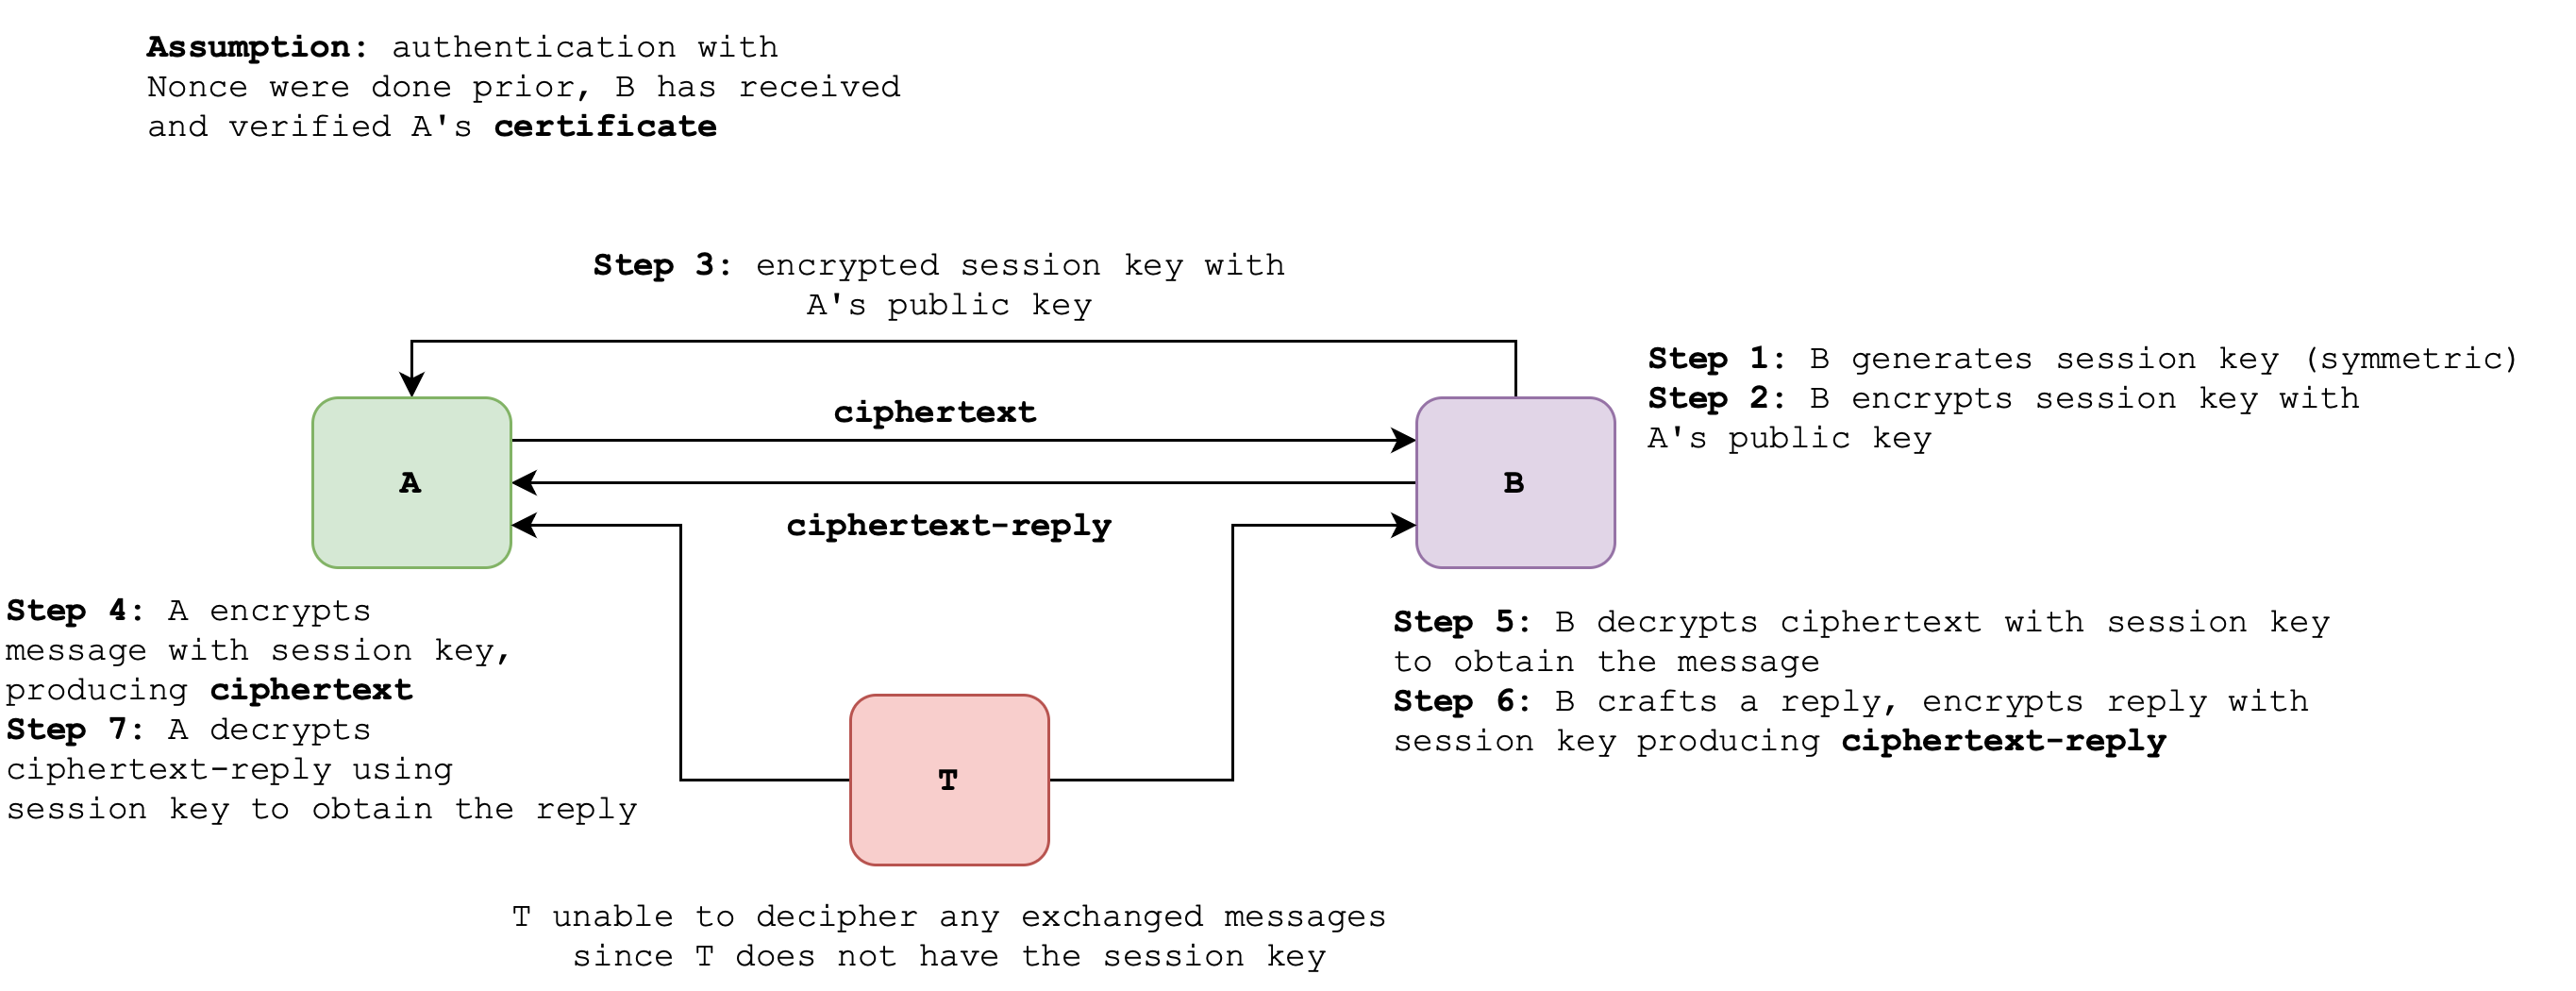 Assumption: authentication with
Nonce were done prior, B has received
and verified A's certificate
Step 3: encrypted session key with
A's public key
Step 1: B generates session key (symmetric)
Step 2: B encrypts session key with
A's public key
ciphertext
A
B
ciphertext-reply
Step 4: A encrypts
message with session key,
producing ciphertext
Step 7: A decrypts
ciphertext-reply using
session key to obtain the reply
Step 5: B decrypts ciphertext with session key
to obtain the message
Step 6: B crafts a reply, encrypts reply with
session key producing ciphertext-reply
T
T unable to decipher any exchanged messages
since T does not have the session key